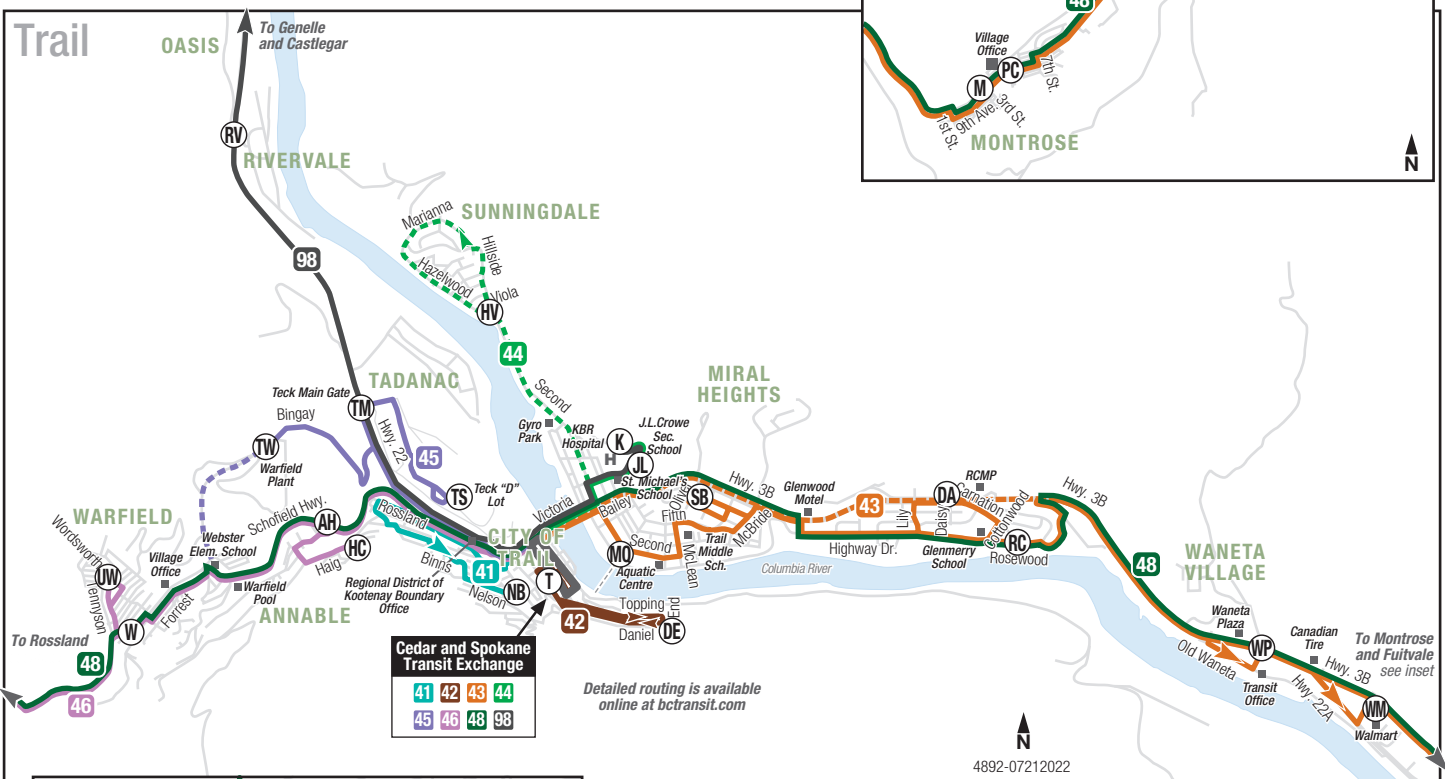 Trail
OASIS
To Genelle
and Castlegar
RV
RIVERVALE
98
48
Village
Office
PC
M
7th St.
3rd St.
9th Ave.
1st St.
MONTROSE
N
Marianna
SUNNINGDALE
Hillside
Hazelwood
Viola
HV
44
Second
TADANAC
Teck Main Gate
TM
Bingay
Hwy. 22
TW
Warfield
Plant
45
TS
Teck "D"
Lot
Gyro
Park
KBR
Hospital
H
K
J.L.Crowe
Sec.
School
JL
St. Michael's
School
MIRAL
HEIGHTS
Victoria
Bailey
Oliver
SB
Fifth
Hwy. 3B
McBride
Second
MO
Aquatic
Centre
McLean
Trail
Middle
Sch.
Glenwood
Motel
43
RCMP
DA
Carnation
Lily
Daisy
Cottonwood
Hwy. 3B
Highway Dr.
Glenmerry
School
RC
Rosewood
Columbia River
WARFIELD
Wordsworth
UW
Tennyson
Village
Office
Webster
Elem. School
Schofield Hwy.
AH
HC
Haig
Warfield
Pool
Forrest
W
ANNABLE
Rossland
Binns
41
Nelson
NB
CITY OF
TRAIL
Regional District of
Kootenay Boundary
Office
T
42
Topping
Daniel
End
DE
To Rossland
48
46
Cedar and Spokane
Transit Exchange
41 42 43 44
45 46 48 98
Detailed routing is available
online at bctransit.com
48
WANETA
VILLAGE
Waneta
Plaza
WP
Old Waneta
Transit
Office
Canadian
Tire
Hwy. 3B
Hwy. 22A
WM
Walmart
To Montrose
and Fuitvale
see inset
N
4892-07212022